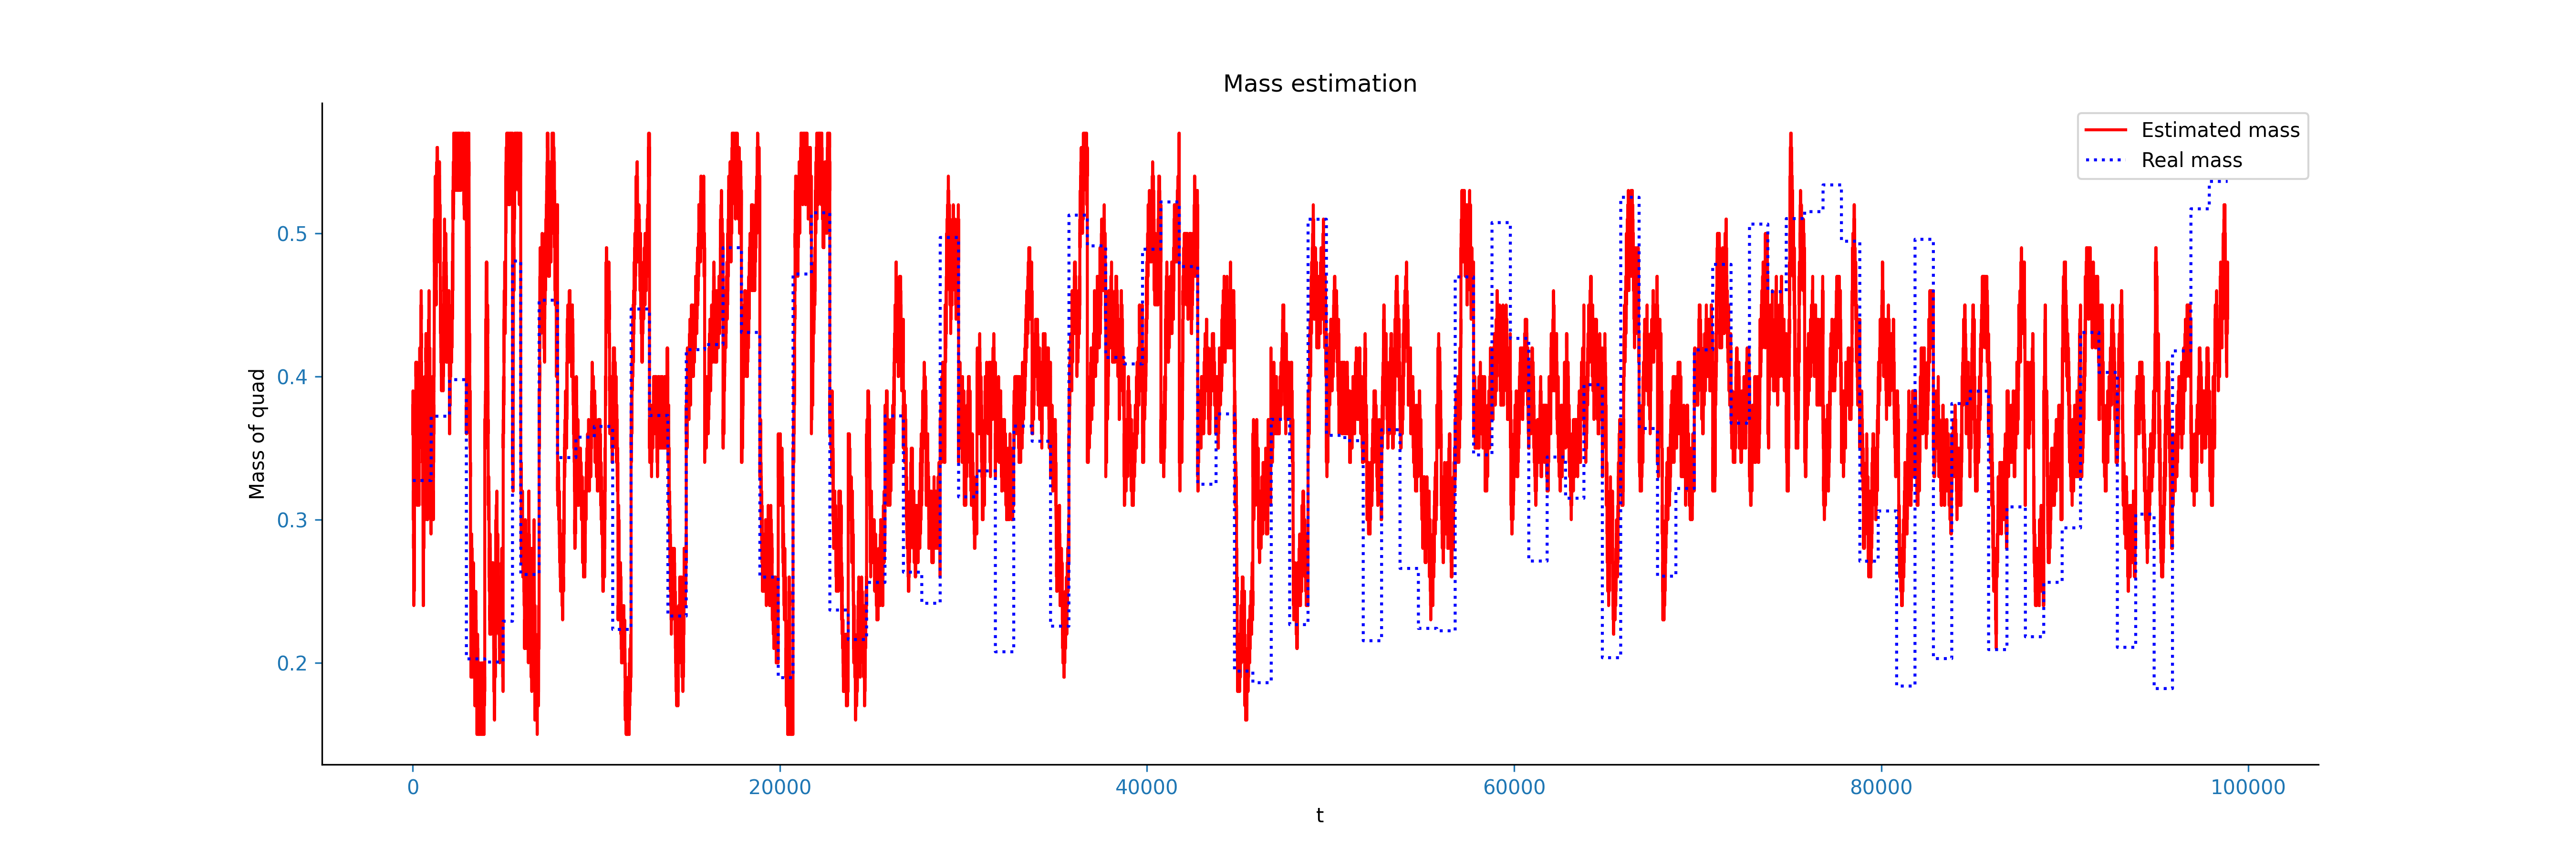 Mass estimation
Estimated mass
Real mass
0.5
0.4
0.3
0.2
Mass of quad
0 20000 40000 60000 80000 100000
t